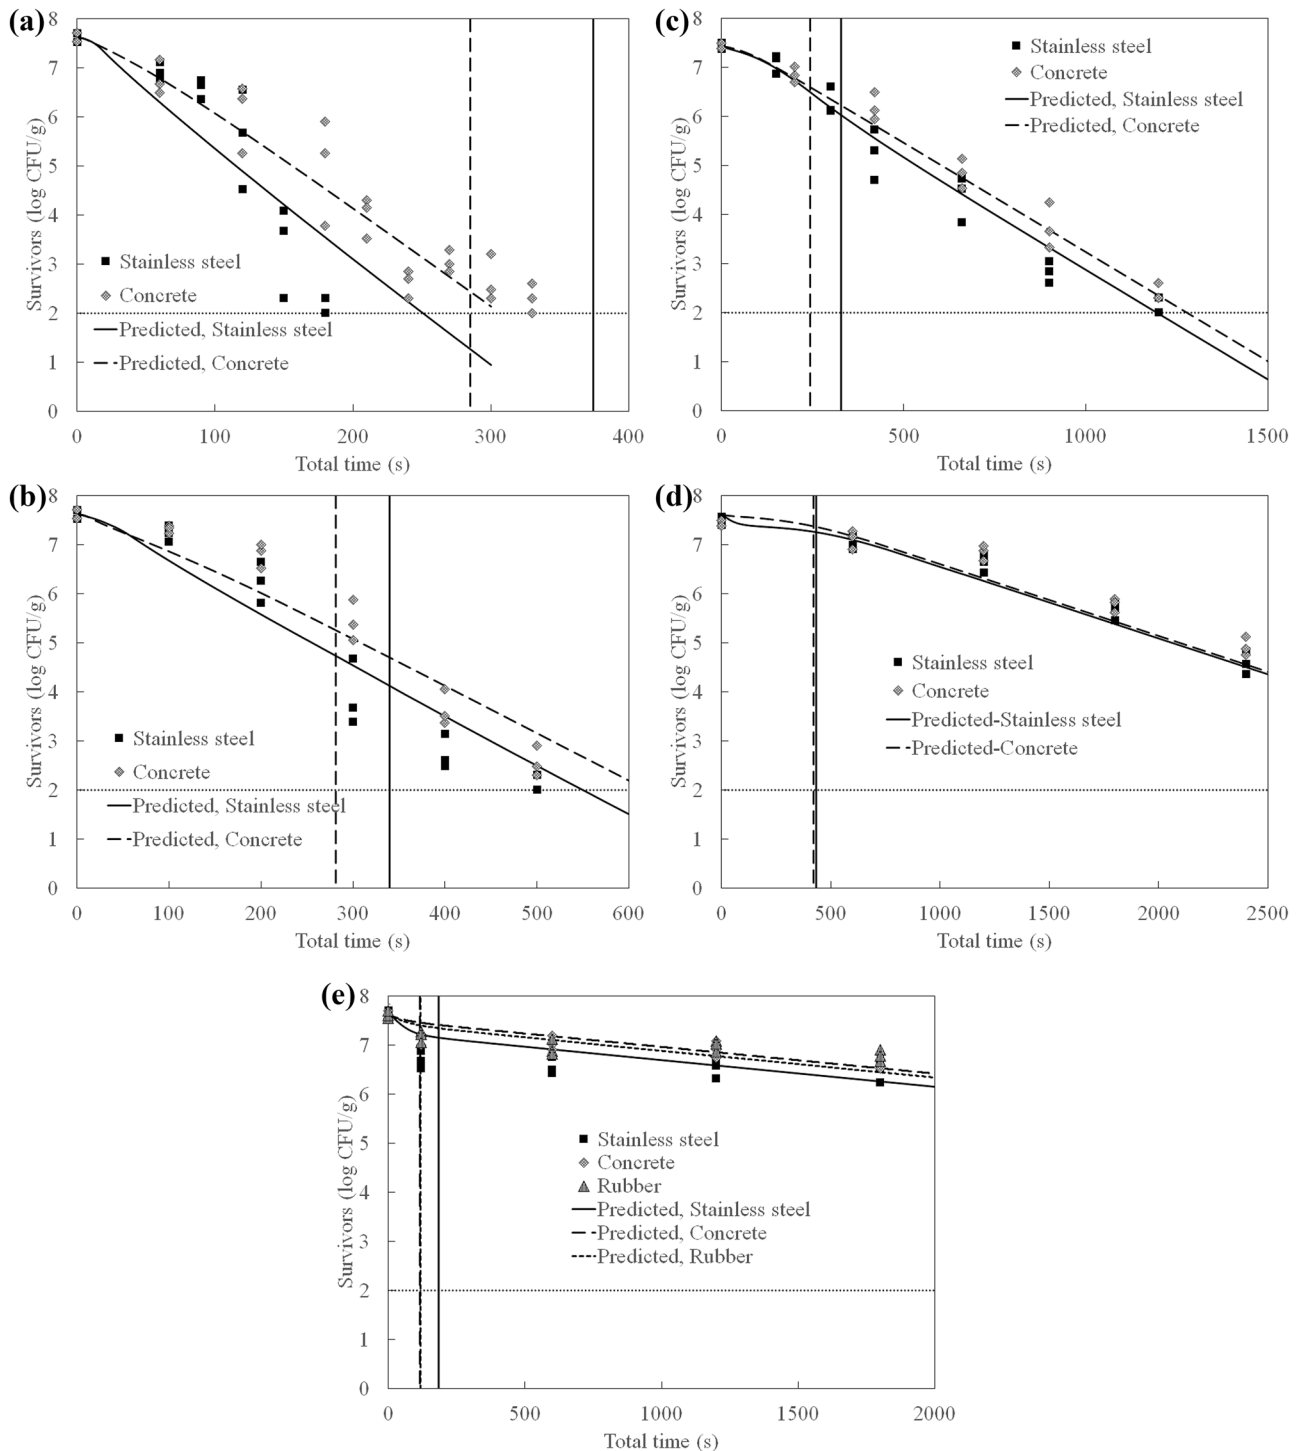 (a)
8
7
6
5
4
3
2
1
0
Survivors (log CFU/g)
Stainless steel
Concrete
Predicted, Stainless steel
Predicted, Concrete
0 100 200 300 400
Total time (s)
(c)
8
7
6
5
4
3
2
1
0
Survivors (log CFU/g)
Stainless steel
Concrete
Predicted, Stainless steel
Predicted, Concrete
0 500 1000 1500
Total time (s)
(b)
8
7
6
5
4
3
2
1
0
Survivors (log CFU/g)
Stainless steel
Concrete
Predicted, Stainless steel
Predicted, Concrete
0 100 200 300 400 500 600
Total time (s)
(d)
8
7
6
5
4
3
2
1
0
Survivors (log CFU/g)
Stainless steel
Concrete
Predicted-Stainless steel
Predicted-Concrete
0 500 1000 1500 2000 2500
Total time (s)
(e)
8
7
6
5
4
3
2
1
0
Survivors (log CFU/g)
Stainless steel
Concrete
Rubber
Predicted, Stainless steel
Predicted, Concrete
Predicted, Rubber
0 500 1000 1500 2000
Total time (s)